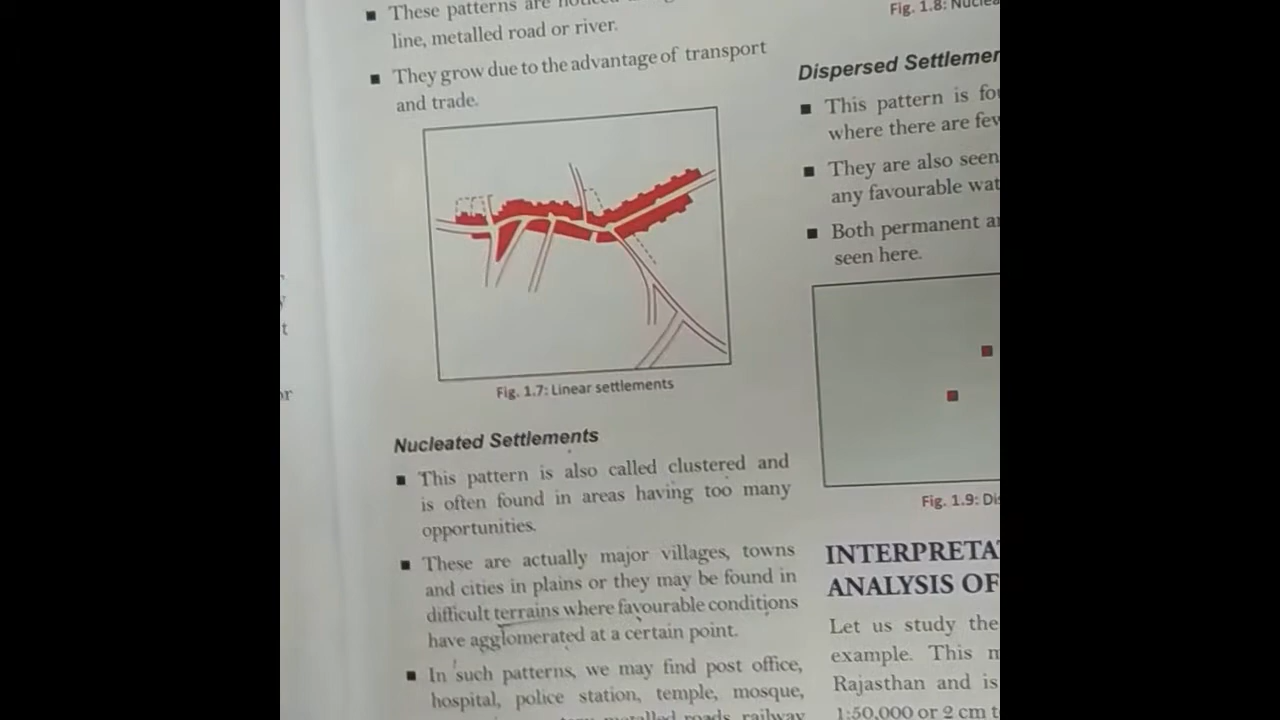 These patterns are
line, metalled road or river.
■ They grow due to the advantage of transport
and trade.
Fig. 1.7: Linear settlements
Nucleated Settlements
■ This pattern is also called clustered and
is often found in areas having too many
opportunities.
■ These are actually major villages, towns
and cities in plains or they may be found in
difficult terrains where favourable conditions
have agglomerated at a certain point.
■ In such patterns, we may find post office,
hospital, police station, temple, mosque,
metalled roads, railway
Fig. 1.8:
Dispersed
■ This pattern is
where there are
■ They are also seen
any favourable
■ Both permanent
seen here.
Fig. 1.9:
ANALYSIS OF
Let us study the
example. This
Rajasthan and is
1:50,000 or 2 cm